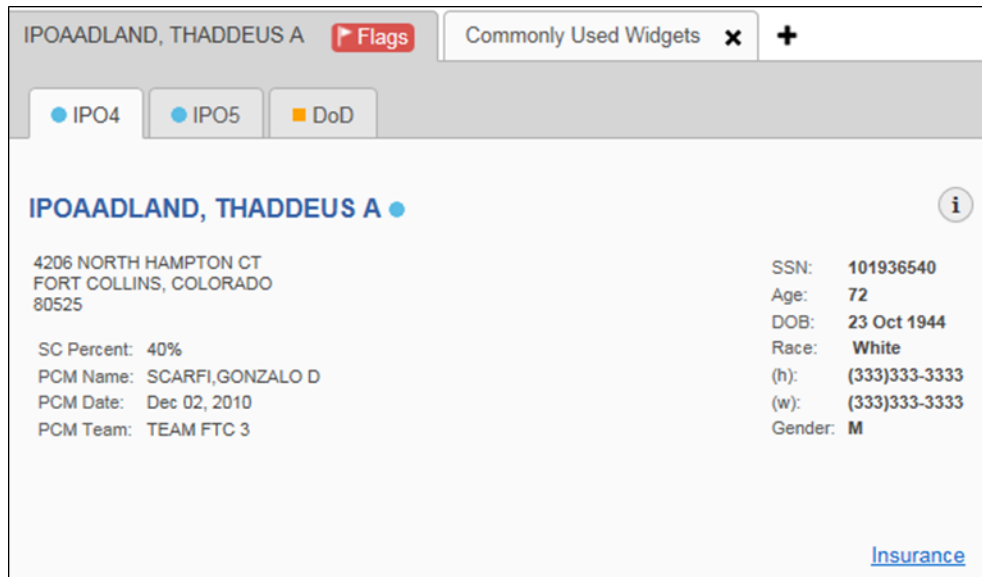 IPOAADLAND, THADDEUS A Flags Commonly Used Widgets
IPO4 IPO5 DoD
IPOAADLAND, THADDEUS A
i
4206 NORTH HAMPTON CT
FORT COLLINS, COLORADO
80525
SC Percent: 40%
PCM Name: SCARFI,GONZALO D
PCM Date: Dec 02, 2010
PCM Team: TEAM FTC 3
SSN: 101936540
Age: 72
DOB: 23 Oct 1944
Race: White
(h): (333)333-3333
(w): (333)333-3333
Gender: M
Insurance